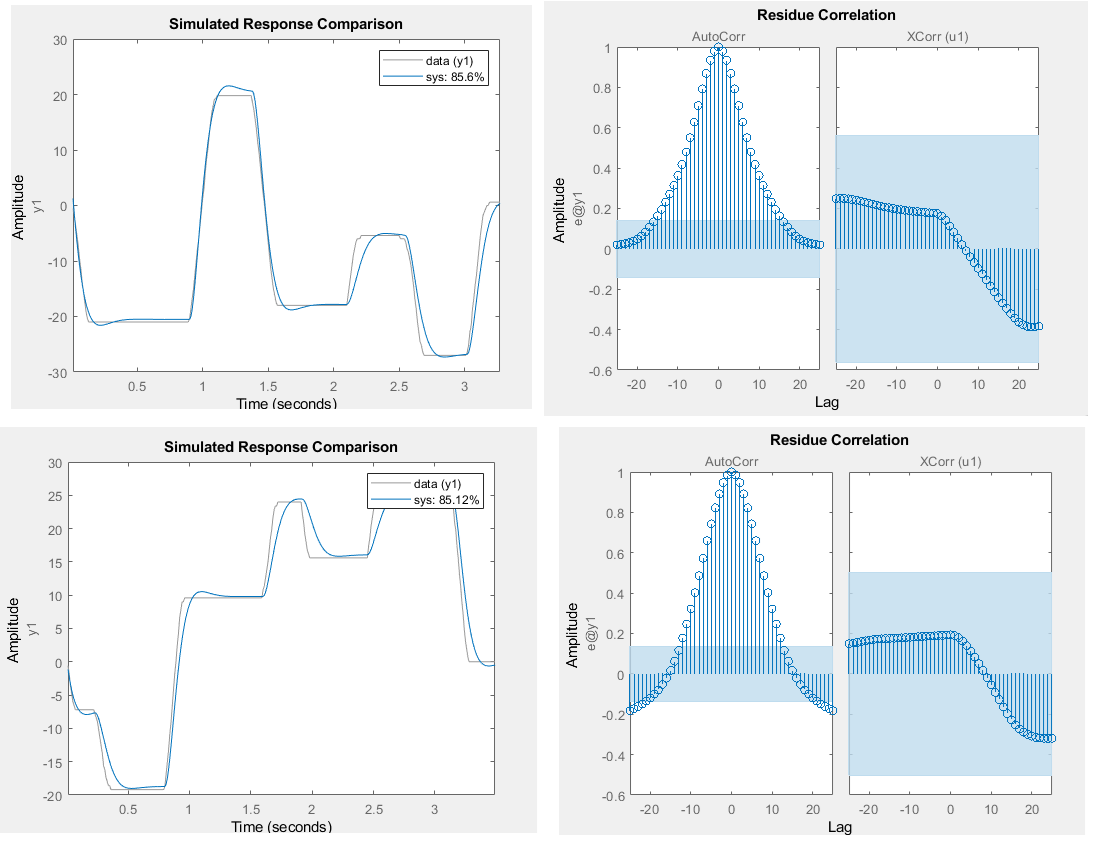 Simulated Response Comparison
30
20
10
0
-10
-20
-30
0.5
1
1.5
2
2.5
3
Amplitude
y1
Time (seconds)
data (y1)
sys: 85.6%
Residue Correlation
AutoCorr
XCorr (u1)
1
0.8
0.6
0.4
0.2
0
-0.2
-0.4
-0.6
-20
-10
0
10
20
-20
-10
0
10
20
Amplitude
e@y1
Lag
Simulated Response Comparison
30
25
20
15
10
5
0
-5
-10
-15
-20
0.5
1
1.5
2
2.5
3
Amplitude
y1
Time (seconds)
data (y1)
sys: 85.12%
Residue Correlation
AutoCorr
XCorr (u1)
1
0.8
0.6
0.4
0.2
0
-0.2
-0.4
-0.6
-20
-10
0
10
20
-20
-10
0
10
20
Amplitude
e@y1
Lag